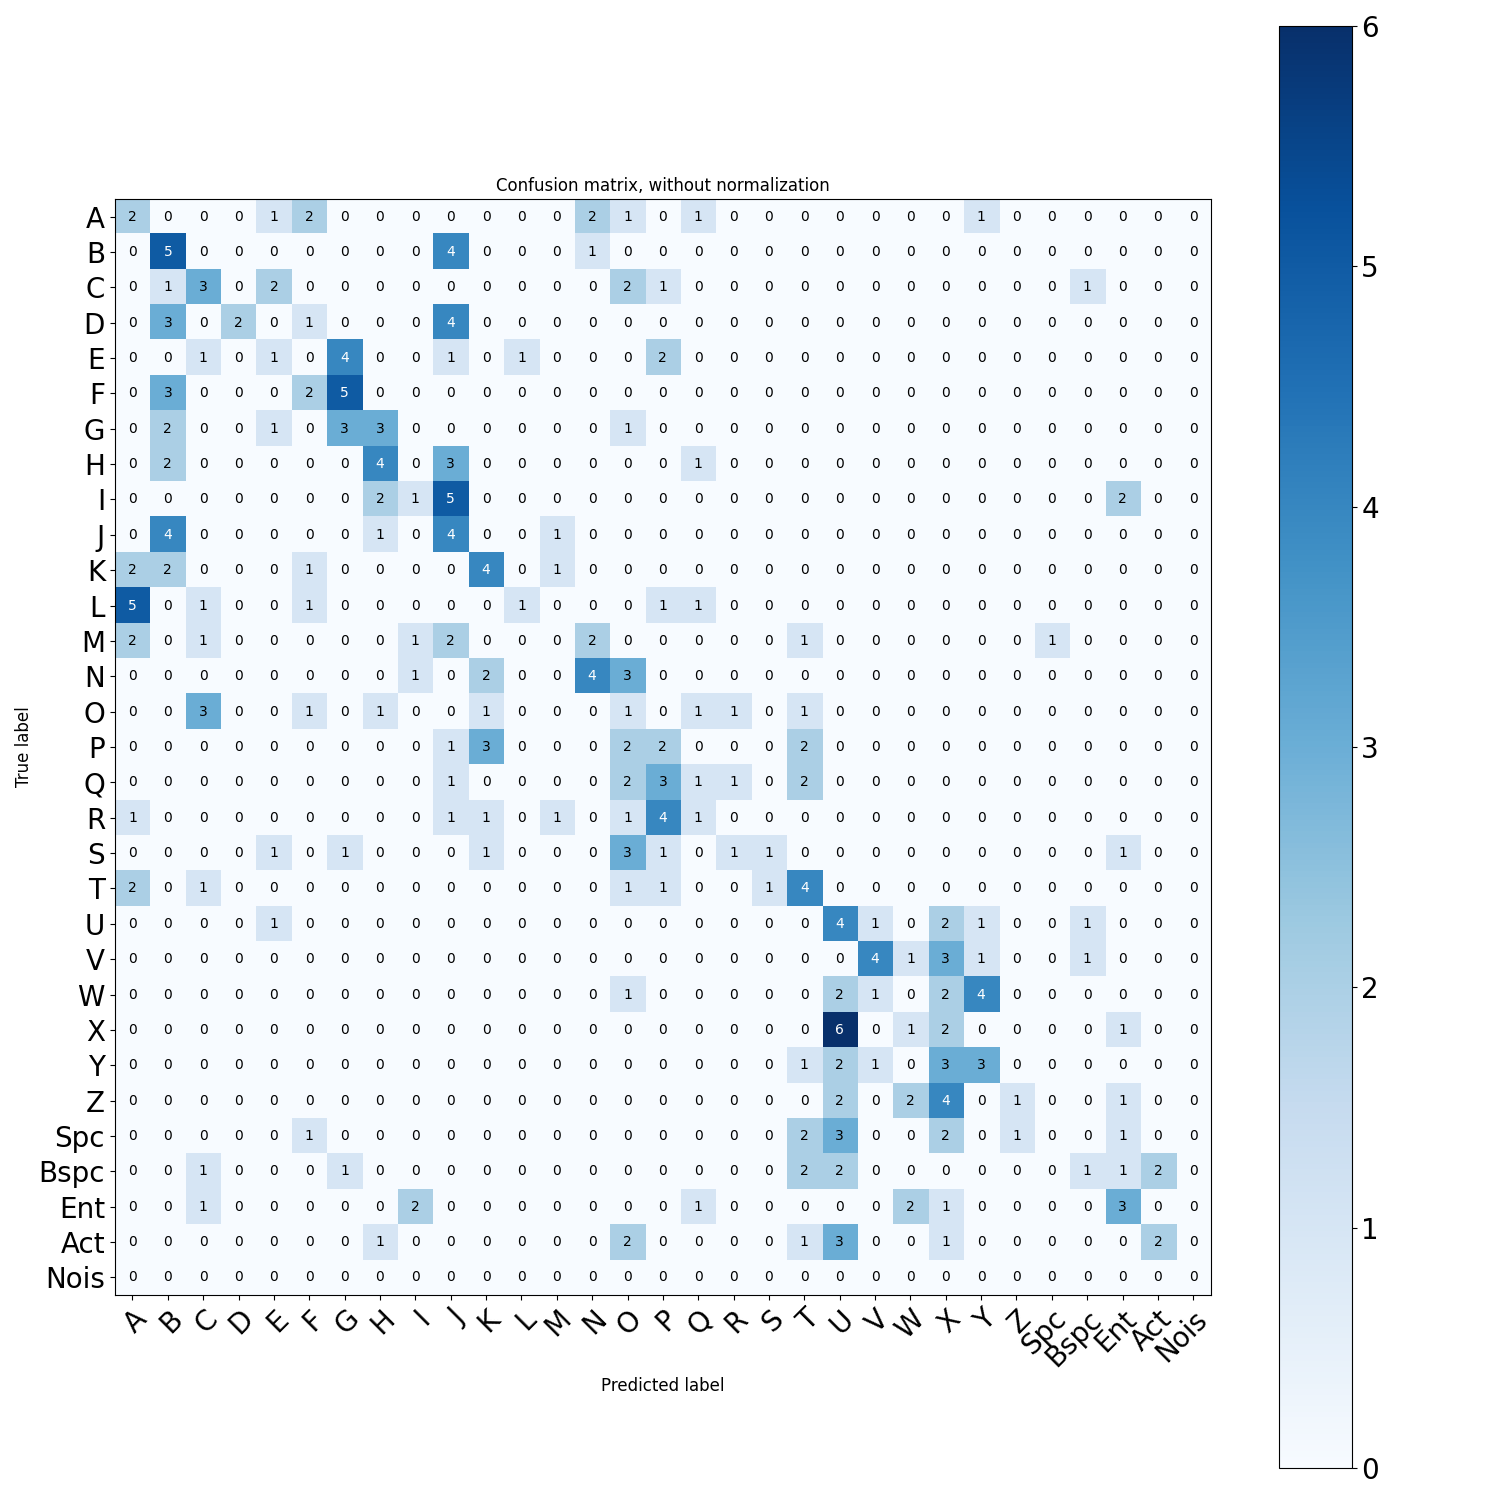 Confusion matrix, without normalization
A 2 0 0 0 1 2 0 0 0 0 0 0 0 2 1 0 1 0 0 0 0 0 0 0 1 0 0 0 0 0 0
B 0 5 0 0 0 0 0 0 0 4 0 0 0 1 0 0 0 0 0 0 0 0 0 0 0 0 0 0 0 0 0
C 0 1 3 0 2 0 0 0 0 0 0 0 0 0 2 1 0 0 0 0 0 0 0 0 0 0 0 1 0 0 0
D 0 3 0 2 0 1 0 0 0 4 0 0 0 0 0 0 0 0 0 0 0 0 0 0 0 0 0 0 0 0 0
E 0 0 1 0 1 0 4 0 0 1 0 1 0 0 0 2 0 0 0 0 0 0 0 0 0 0 0 0 0 0 0
F 0 3 0 0 0 2 5 0 0 0 0 0 0 0 0 0 0 0 0 0 0 0 0 0 0 0 0 0 0 0 0
G 0 2 0 0 1 0 3 3 0 0 0 0 0 0 1 0 0 0 0 0 0 0 0 0 0 0 0 0 0 0 0
H 0 2 0 0 0 0 0 4 0 3 0 0 0 0 0 0 1 0 0 0 0 0 0 0 0 0 0 0 0 0 0
I 0 0 0 0 0 0 0 2 1 5 0 0 0 0 0 0 0 0 0 0 0 0 0 0 0 0 0 0 2 0 0
J 0 4 0 0 0 0 0 1 0 4 0 0 1 0 0 0 0 0 0 0 0 0 0 0 0 0 0 0 0 0 0
K 2 2 0 0 0 1 0 0 0 0 4 0 1 0 0 0 0 0 0 0 0 0 0 0 0 0 0 0 0 0 0
L 5 0 1 0 0 1 0 0 0 0 0 1 0 0 0 1 1 0 0 0 0 0 0 0 0 0 0 0 0 0 0
M 2 0 1 0 0 0 0 0 1 2 0 0 0 2 0 0 0 0 0 1 0 0 0 0 0 0 1 0 0 0 0
N 0 0 0 0 0 0 0 0 1 0 2 0 0 4 3 0 0 0 0 0 0 0 0 0 0 0 0 0 0 0 0
O 0 0 3 0 0 1 0 1 0 0 1 0 0 0 1 0 1 1 0 1 0 0 0 0 0 0 0 0 0 0 0
P 0 0 0 0 0 0 0 0 0 1 3 0 0 0 2 2 0 0 0 2 0 0 0 0 0 0 0 0 0 0 0
Q 0 0 0 0 0 0 0 0 0 1 0 0 0 0 2 3 1 1 0 2 0 0 0 0 0 0 0 0 0 0 0
R 1 0 0 0 0 0 0 0 0 1 1 0 1 0 1 4 1 0 0 0 0 0 0 0 0 0 0 0 0 0 0
S 0 0 0 0 1 0 1 0 0 0 1 0 0 0 3 1 0 1 1 0 0 0 0 0 0 0 0 0 1 0 0
T 2 0 1 0 0 0 0 0 0 0 0 0 0 0 1 1 0 0 1 4 0 0 0 0 0 0 0 0 0 0 0
U 0 0 0 0 1 0 0 0 0 0 0 0 0 0 0 0 0 0 0 0 4 1 0 2 1 0 0 1 0 0 0
V 0 0 0 0 0 0 0 0 0 0 0 0 0 0 0 0 0 0 0 0 0 4 1 3 1 0 0 1 0 0 0
W 0 0 0 0 0 0 0 0 0 0 0 0 0 0 1 0 0 0 0 0 2 1 0 2 4 0 0 0 0 0 0
X 0 0 0 0 0 0 0 0 0 0 0 0 0 0 0 0 0 0 0 0 6 0 1 2 0 0 0 0 1 0 0
Y 0 0 0 0 0 0 0 0 0 0 0 0 0 0 0 0 0 0 0 1 2 1 0 3 3 0 0 0 0 0 0
Z 0 0 0 0 0 0 0 0 0 0 0 0 0 0 0 0 0 0 0 0 2 0 2 4 0 1 0 0 1 0 0
Spc 0 0 0 0 0 1 0 0 0 0 0 0 0 0 0 0 0 0 0 2 3 0 0 2 0 1 0 0 1 0 0
Bspc 0 0 1 0 0 0 1 0 0 0 0 0 0 0 0 0 0 0 0 2 2 0 0 0 0 0 0 1 1 2 0
Ent 0 0 1 0 0 0 0 0 2 0 0 0 0 0 0 0 1 0 0 0 0 0 2 1 0 0 0 0 3 0 0
Act 0 0 0 0 0 0 0 1 0 0 0 0 0 0 2 0 0 0 0 1 3 0 0 1 0 0 0 0 0 2 0
Nois 0 0 0 0 0 0 0 0 0 0 0 0 0 0 0 0 0 0 0 0 0 0 0 0 0 0 0 0 0 0 0
A B C D E F G H I J K L M N O P Q R S T U V W X Y Z Spc Bspc Ent Act Nois
Predicted label
True label
6
5
4
3
2
1
0